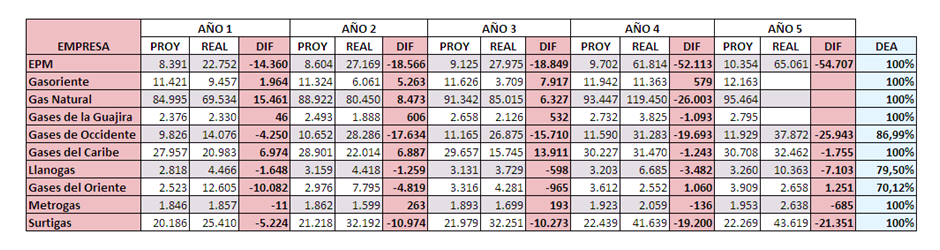 AÑO 1 AÑO 2 AÑO 3 AÑO 4 AÑO 5
EMPRESA PROY REAL DIF PROY REAL DIF PROY REAL DIF PROY REAL DIF PROY REAL DIF DEA
EPM 8.391 22.752 -14.360 8.604 27.169 -18.566 9.125 27.975 -18.849 9.702 61.814 -52.113 10.354 65.061 -54.707 100%
Gasoriente 11.421 9.457 1.964 11.324 6.061 5.263 11.626 3.709 7.917 11.942 11.363 579 12.163 100%
Gas Natural 84.995 69.534 15.461 88.922 80.450 8.473 91.342 85.015 6.327 93.447 119.450 -26.003 95.464 100%
Gases de la Guajira 2.376 2.330 46 2.493 1.888 606 2.658 2.126 532 2.732 3.825 -1.093 2.795 100%
Gases de Occidente 9.826 14.076 -4.250 10.652 28.286 -17.634 11.165 26.875 -15.710 11.590 31.283 -19.693 11.929 37.872 -25.943 86,99%
Gases del Caribe 27.957 20.983 6.974 28.901 22.014 6.887 29.657 15.745 13.911 30.227 31.470 -1.243 30.708 32.462 -1.755 100%
Llanogas 2.818 4.466 -1.648 3.159 4.418 -1.259 3.131 3.729 -598 3.203 6.685 -3.482 3.260 10.363 -7.103 79,50%
Gases del Oriente 2.523 12.605 -10.082 2.976 7.795 -4.819 3.316 4.281 -965 3.612 2.552 1.060 3.909 2.658 1.251 70,12%
Metrogas 1.846 1.857 -11 1.862 1.599 263 1.893 1.699 193 1.923 2.059 -136 1.953 2.638 -685 100%
Surtigas 20.186 25.410 -5.224 21.218 32.192 -10.974 21.979 32.251 -10.273 22.439 41.639 -19.200 22.269 43.619 -21.351 100%